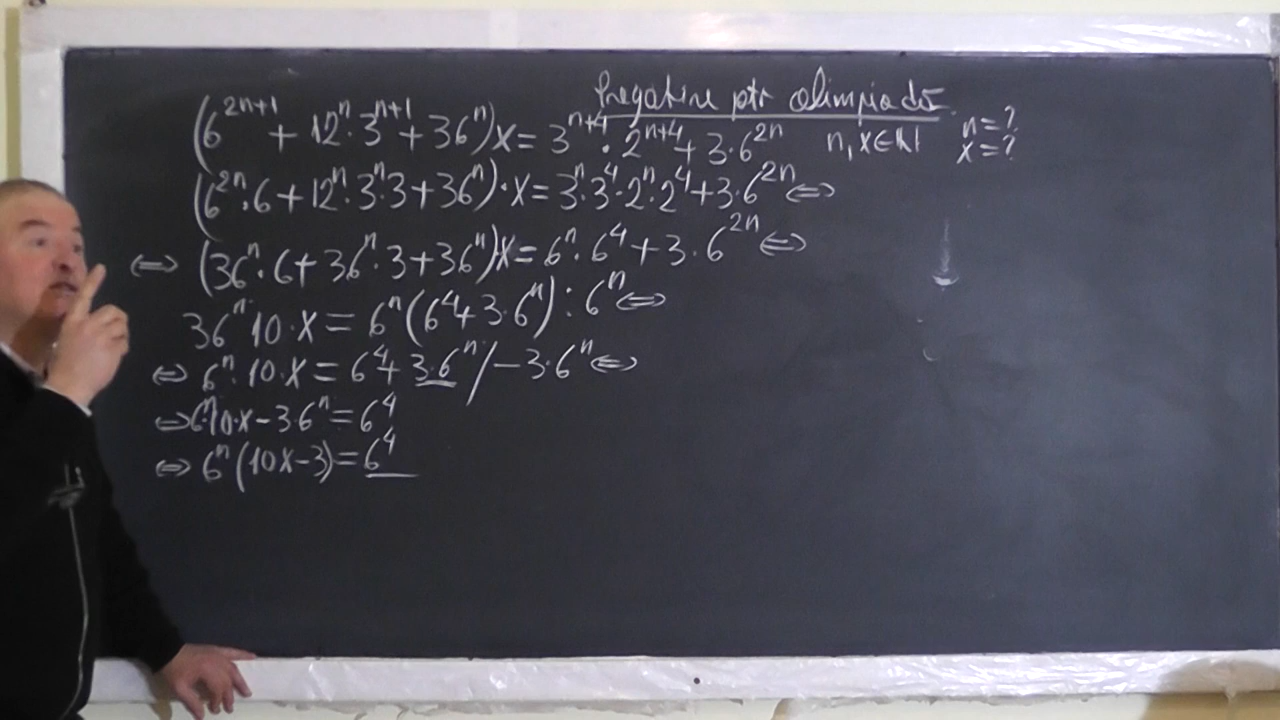 Pregatire ptr olimpiadă
(6^{2n+1} + 12^n · 3^{n+1} + 36^n)x = 3^{n+4} · 2^{n+4} + 3 · 6^{2n} n, x ∈ ℕ n = ?
x = ?
(6^{2n} · 6 + 12^n · 3^n · 3 + 36^n) · x = 3^n · 3^4 · 2^n · 2^4 + 3 · 6^{2n} ⇔
⇔ (36^n · 6 + 36^n · 3 + 36^n)x = 6^n · 6^4 + 3 · 6^{2n} ⇔
36^n · 10 · x = 6^n (6^4 + 3 · 6^n) : 6^n ⇔
⇔ 6^n · 10 · x = 6^4 + 3 · 6^n / − 3 · 6^n ⇔
⇔ 6^n · 10 · x − 3 · 6^n = 6^4
⇔ 6^n (10x − 3) = 6^4